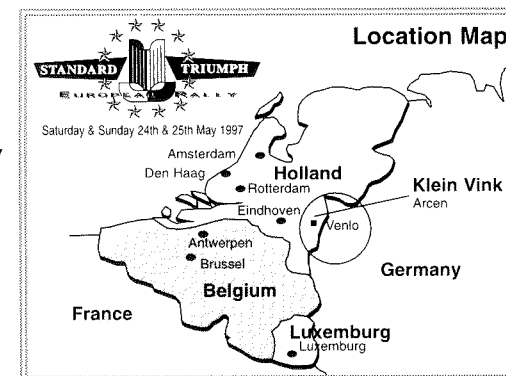 Location Map
STANDARD TRIUMPH
EUROPEAN RALLY
Saturday & Sunday 24th & 25th May 1997
Amsterdam
Den Haag
Holland
Rotterdam
Klein Vink
Arcen
Eindhoven
Venlo
Antwerpen
Brussel
Germany
Belgium
France
Luxemburg
Luxemburg